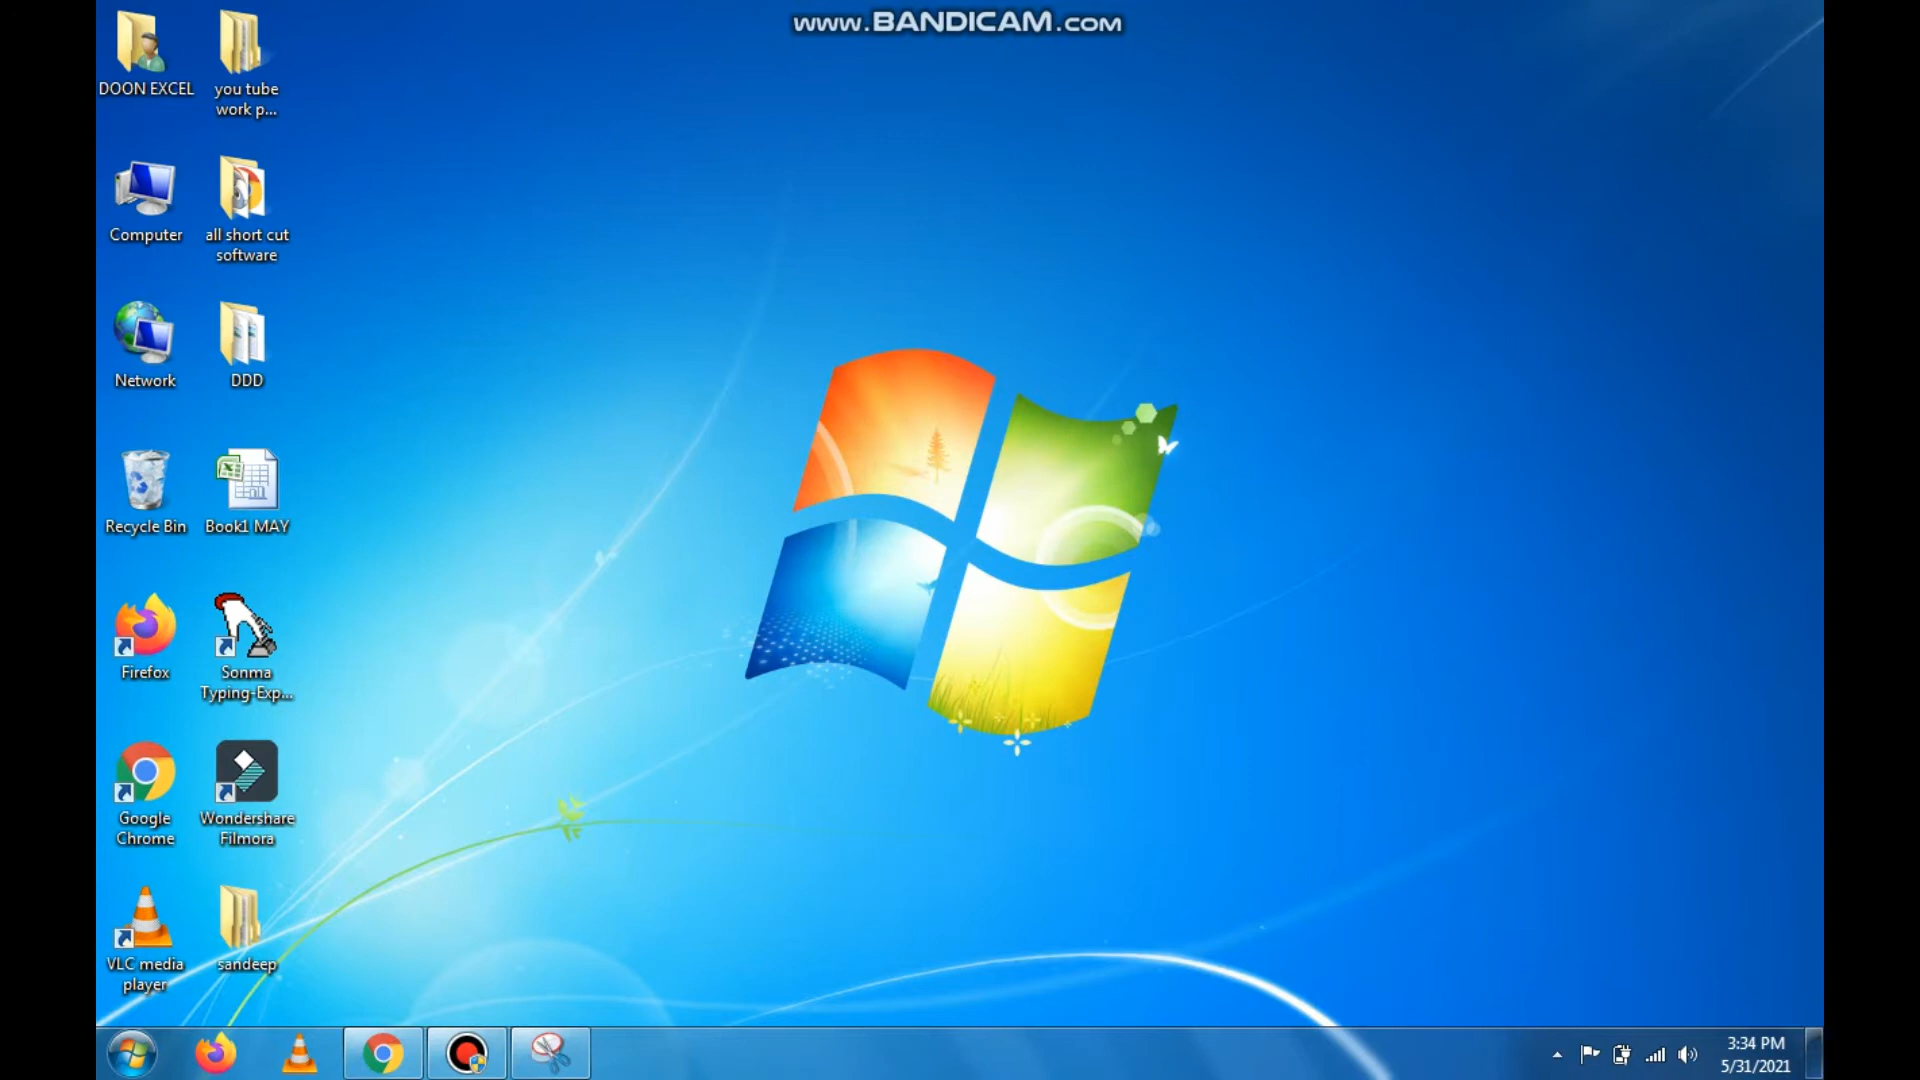 www.BANDICAM.com
DOON EXCEL
you tube
work p...
Computer
all short cut
software
Network
DDD
Recycle Bin
Book1 MAY
Firefox
Sonma
Typing-Exp...
Google
Chrome
Wondershare
Filmora
VLC media
player
sandeep
3:34 PM
5/31/2021